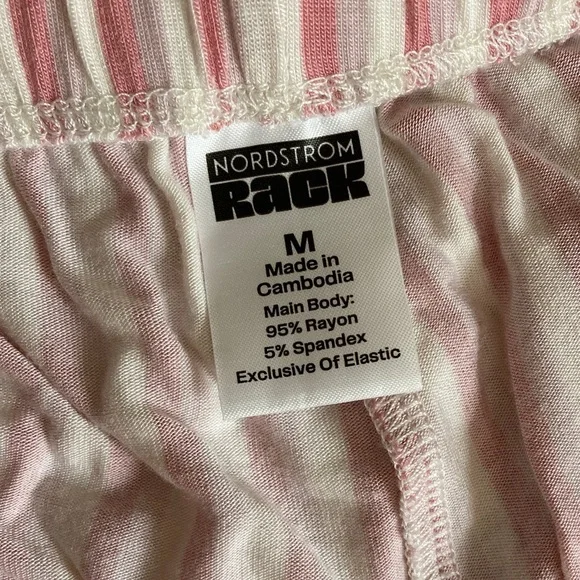 NORDSTROM
Rack
M
Made in
Cambodia
Main Body:
95% Rayon
5% Spandex
Exclusive Of Elastic